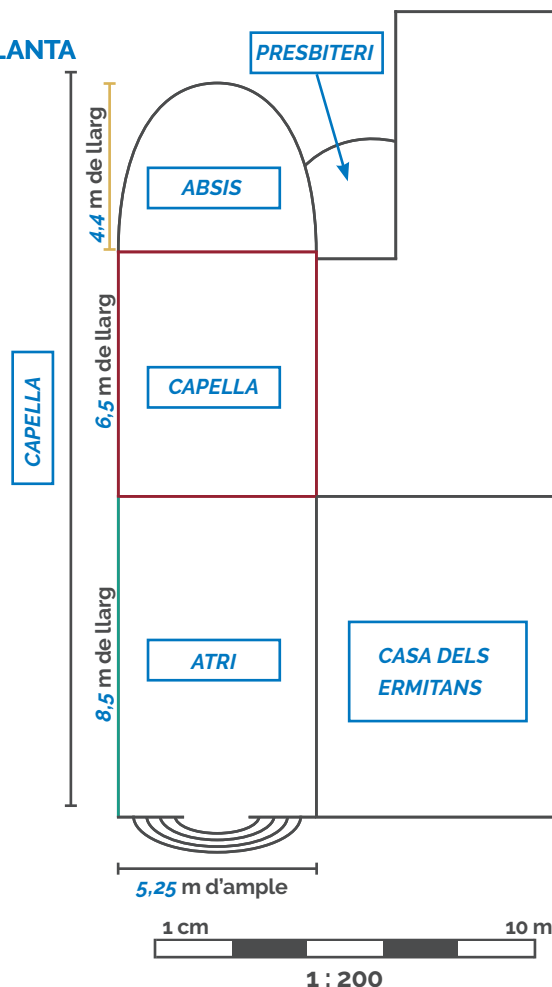 LANTA
PRESBITERI
4,4 m de llarg
ABSIS
6,5 m de llarg
CAPELLA
CAPELLA
8,5 m de llarg
ATRI
CASA DELS
ERMITANS
5,25 m d'ample
1 cm 10 m
1 : 200